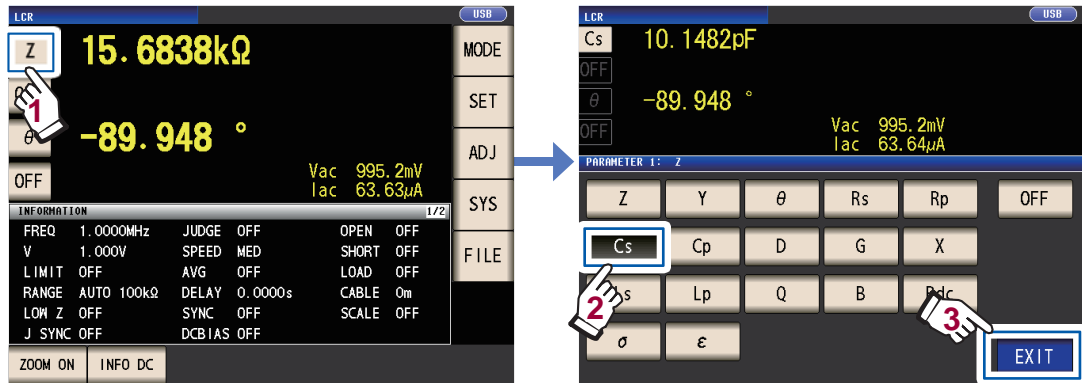 LCR USB
Z 15.6838kΩ MODE
1
SET
θ -89.948 °
ADJ
OFF Vac 995.2mV
Iac 63.63μA
SYS
INFORMATION 1/2
FREQ 1.0000MHz JUDGE OFF OPEN OFF
V 1.000V SPEED MED SHORT OFF
FILE
LIMIT OFF AVG OFF LOAD OFF
RANGE AUTO 100kΩ DELAY 0.0000s CABLE 0m
LOW Z OFF SYNC OFF SCALE OFF
J SYNC OFF DCBIAS OFF
ZOOM ON INFO DC
LCR USB
Cs 10.1482pF
OFF
θ -89.948 °
OFF Vac 995.2mV
Iac 63.64μA
PARAMETER 1: Z
Z Y θ Rs Rp OFF
Cs Cp D G X
2
Ls Lp Q B Rdc
3
σ ε
EXIT